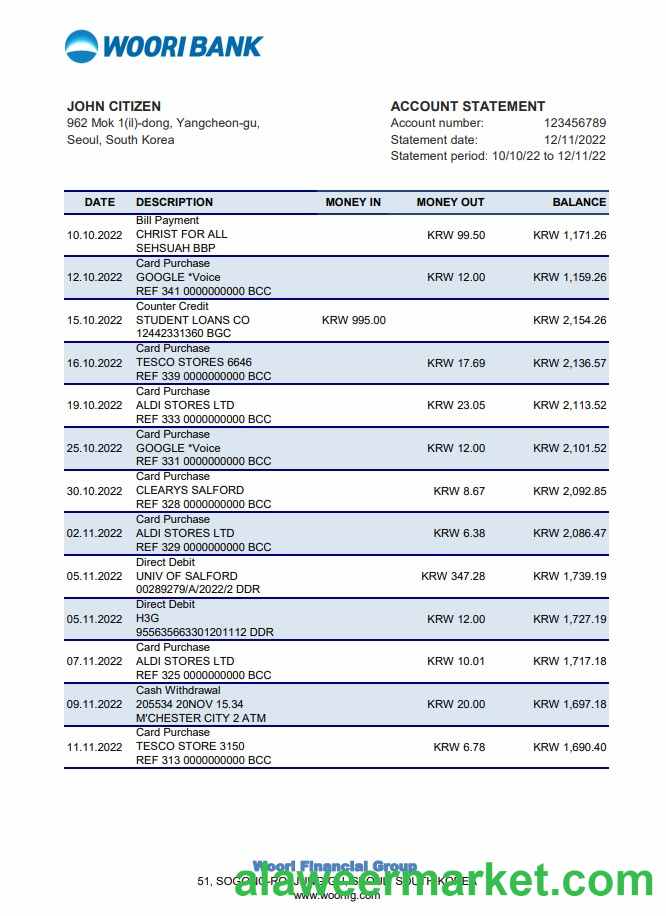 WOORI BANK
JOHN CITIZEN
962 Mok 1(il)-dong, Yangcheon-gu,
Seoul, South Korea
ACCOUNT STATEMENT
Account number: 123456789
Statement date: 12/11/2022
Statement period: 10/10/22 to 12/11/22
DATE DESCRIPTION MONEY IN MONEY OUT BALANCE
Bill Payment
10.10.2022 CHRIST FOR ALL KRW 99.50 KRW 1,171.26
SEHSUAH BBP
Card Purchase
12.10.2022 GOOGLE *Voice KRW 12.00 KRW 1,159.26
REF 341 0000000000 BCC
Counter Credit
15.10.2022 STUDENT LOANS CO KRW 995.00 KRW 2,154.26
12442331360 BGC
Card Purchase
16.10.2022 TESCO STORES 6646 KRW 17.69 KRW 2,136.57
REF 339 0000000000 BCC
Card Purchase
19.10.2022 ALDI STORES LTD KRW 23.05 KRW 2,113.52
REF 333 0000000000 BCC
Card Purchase
25.10.2022 GOOGLE *Voice KRW 12.00 KRW 2,101.52
REF 331 0000000000 BCC
Card Purchase
30.10.2022 CLEARYS SALFORD KRW 8.67 KRW 2,092.85
REF 328 0000000000 BCC
Card Purchase
02.11.2022 ALDI STORES LTD KRW 6.38 KRW 2,086.47
REF 329 0000000000 BCC
Direct Debit
05.11.2022 UNIV OF SALFORD KRW 347.28 KRW 1,739.19
00289279/A/2022/2 DDR
Direct Debit
05.11.2022 H3G KRW 12.00 KRW 1,727.19
955635663301201112 DDR
Card Purchase
07.11.2022 ALDI STORES LTD KRW 10.01 KRW 1,717.18
REF 325 0000000000 BCC
Cash Withdrawal
09.11.2022 205534 20NOV 15.34 KRW 20.00 KRW 1,697.18
M'CHESTER CITY 2 ATM
Card Purchase
11.11.2022 TESCO STORE 3150 KRW 6.78 KRW 1,690.40
REF 313 0000000000 BCC
Woori Financial Group
51, SOUTH KOREA
www.woorifg.com
alaweermarket.com